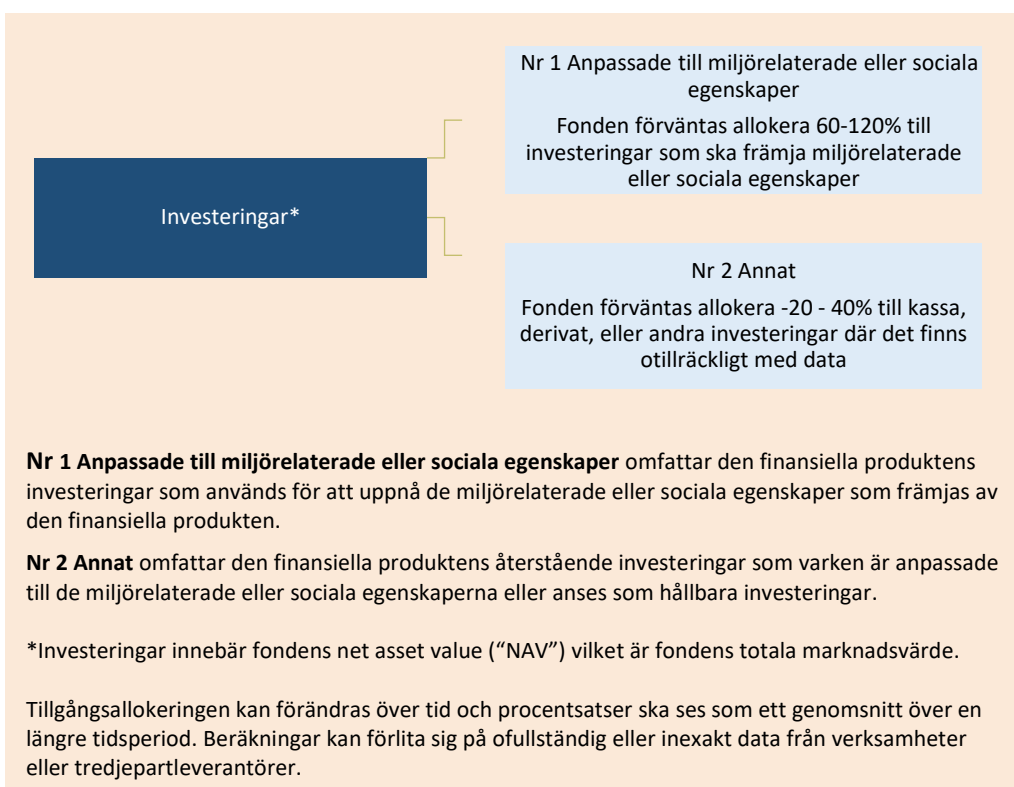 Nr 1 Anpassade till miljörelaterade eller sociala
egenskaper
Fonden förväntas allokera 60-120% till
investeringar som ska främja miljörelaterade
eller sociala egenskaper
Investeringar*
Nr 2 Annat
Fonden förväntas allokera -20 - 40% till kassa,
derivat, eller andra investeringar där det finns
otillräckligt med data
Nr 1 Anpassade till miljörelaterade eller sociala egenskaper omfattar den finansiella produktens
investeringar som används för att uppnå de miljörelaterade eller sociala egenskaper som främjas av
den finansiella produkten.
Nr 2 Annat omfattar den finansiella produktens återstående investeringar som varken är anpassade
till de miljörelaterade eller sociala egenskaperna eller anses som hållbara investeringar.
*Investeringar innebär fondens net asset value (“NAV”) vilket är fondens totala marknadsvärde.
Tillgångsallokeringen kan förändras över tid och procentsatser ska ses som ett genomsnitt över en
längre tidsperiod. Beräkningar kan förlita sig på ofullständig eller inexakt data från verksamheter
eller tredjepartleverantörer.